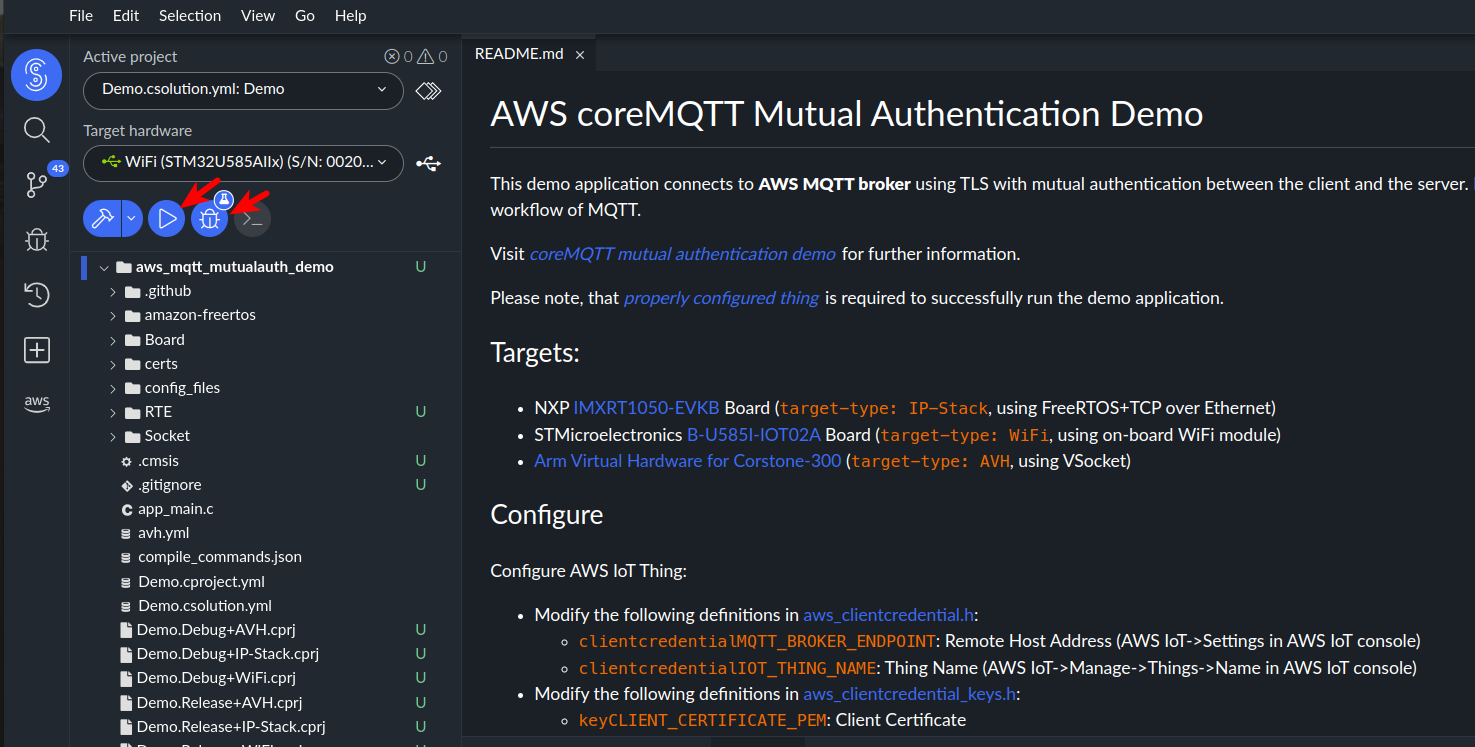 File Edit Selection View Go Help
Active project 0 0
Demo.csolution.yml: Demo
Target hardware
WiFi (STM32U585AIIx) (S/N: 0020...
43
aws
aws_mqtt_mutualauth_demo U
.github
amazon-freertos
Board
certs
config_files
RTE U
Socket
.cmsis U
.gitignore U
app_main.c
avh.yml
compile_commands.json
Demo.cproject.yml
Demo.csolution.yml
Demo.Debug+AVH.cprj U
Demo.Debug+IP-Stack.cprj U
Demo.Debug+WiFi.cprj U
Demo.Release+AVH.cprj U
Demo.Release+IP-Stack.cprj U
README.md
AWS coreMQTT Mutual Authentication Demo
This demo application connects to AWS MQTT broker using TLS with mutual authentication between the client and the server.
workflow of MQTT.
Visit coreMQTT mutual authentication demo for further information.
Please note, that properly configured thing is required to successfully run the demo application.
Targets:
• NXP IMXRT1050-EVKB Board (target-type: IP-Stack, using FreeRTOS+TCP over Ethernet)
• STMicroelectronics B-U585I-IOT02A Board (target-type: WiFi, using on-board WiFi module)
• Arm Virtual Hardware for Corstone-300 (target-type: AVH, using VSocket)
Configure
Configure AWS IoT Thing:
• Modify the following definitions in aws_clientcredential.h:
◦ clientcredentialMQTT_BROKER_ENDPOINT: Remote Host Address (AWS IoT->Settings in AWS IoT console)
◦ clientcredentialIOT_THING_NAME: Thing Name (AWS IoT->Manage->Things->Name in AWS IoT console)
• Modify the following definitions in aws_clientcredential_keys.h:
◦ keyCLIENT_CERTIFICATE_PEM: Client Certificate